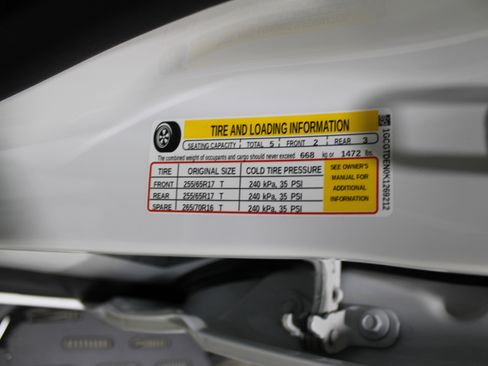 TIRE AND LOADING INFORMATION
SEATING CAPACITY TOTAL 5 FRONT 2 REAR 3
The combined weight of occupants and cargo should never exceed 668 kg or 1472 lbs.
TIRE ORIGINAL SIZE COLD TIRE PRESSURE
FRONT 255/65R17 T 240 kPa, 35 PSI
REAR 255/65R17 T 240 kPa, 35 PSI
SPARE 265/70R16 T 240 kPa, 35 PSI
SEE OWNER'S
MANUAL FOR
ADDITIONAL
INFORMATION
1GCGTDEN0K1269212